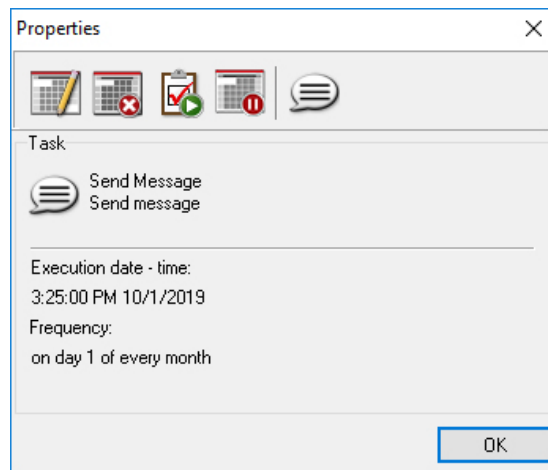 Properties
Task
Send Message
Send message
Execution date - time:
3:25:00 PM 10/1/2019
Frequency:
on day 1 of every month
OK